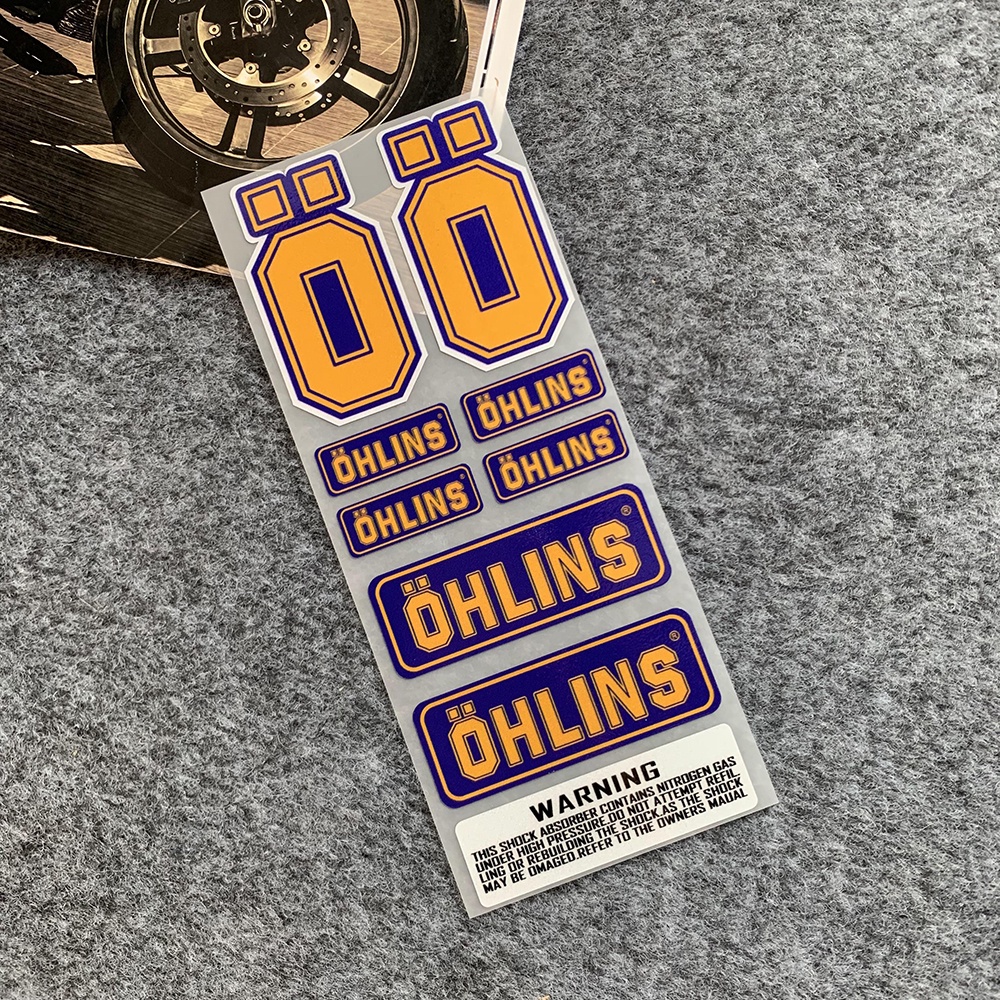 Ö Ö
ÖHLINS® ÖHLINS®
ÖHLINS® ÖHLINS®
ÖHLINS®
ÖHLINS®
WARNING
THIS SHOCK ABSORBER CONTAINS NITROGEN GAS
UNDER HIGH PRESSURE.DO NOT ATTEMPT REFIL
LING OR REBUILDING THE SHOCK,AS THE SHOCK
MAY BE OMAGED.REFER TO THE OWNERS MAUAL